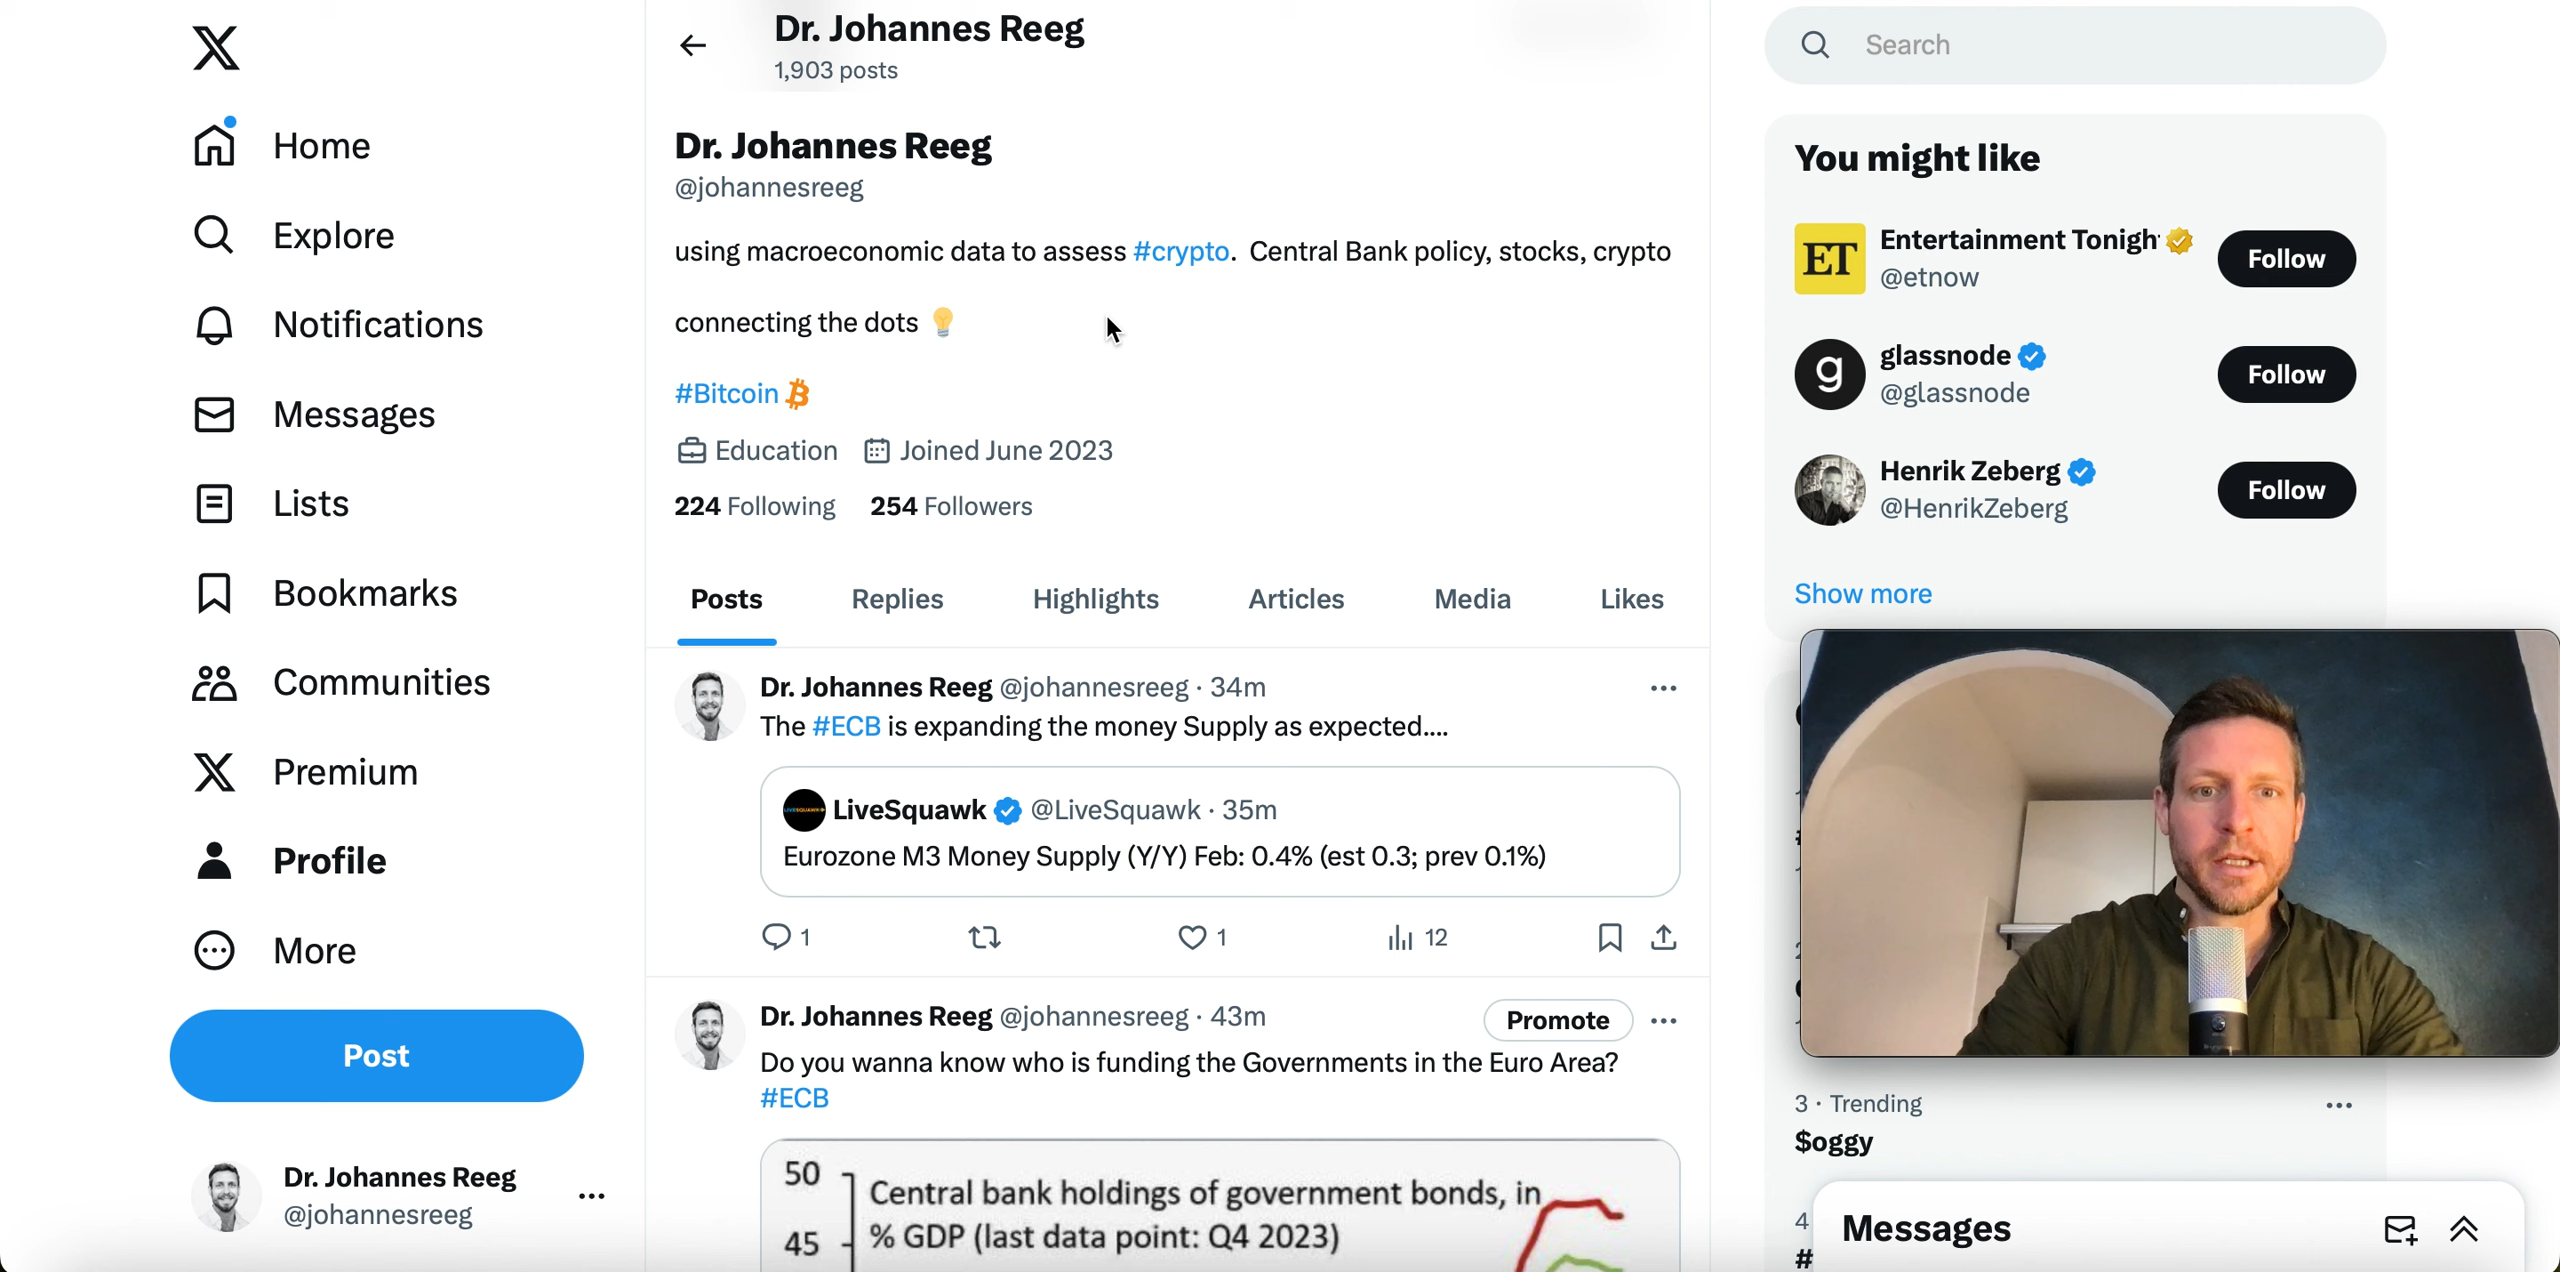 Dr. Johannes Reeg
1,903 posts
Search
Home
Explore
Notifications
Messages
Lists
Bookmarks
Communities
Premium
Profile
More
Post
Dr. Johannes Reeg
@johannesreeg
Dr. Johannes Reeg
@johannesreeg
using macroeconomic data to assess #crypto. Central Bank policy, stocks, crypto
connecting the dots
#Bitcoin
Education Joined June 2023
224 Following 254 Followers
Posts Replies Highlights Articles Media Likes
Dr. Johannes Reeg @johannesreeg · 34m
The #ECB is expanding the money Supply as expected....
LiveSquawk @LiveSquawk · 35m
Eurozone M3 Money Supply (Y/Y) Feb: 0.4% (est 0.3; prev 0.1%)
1 1 12
Dr. Johannes Reeg @johannesreeg · 43m
Promote
Do you wanna know who is funding the Governments in the Euro Area?
#ECB
50
45
Central bank holdings of government bonds, in
% GDP (last data point: Q4 2023)
You might like
ET
Entertainment Tonigh
@etnow
Follow
g
glassnode
@glassnode
Follow
Henrik Zeberg
@HenrikZeberg
Follow
Show more
3 · Trending
$oggy
4
#
Messages